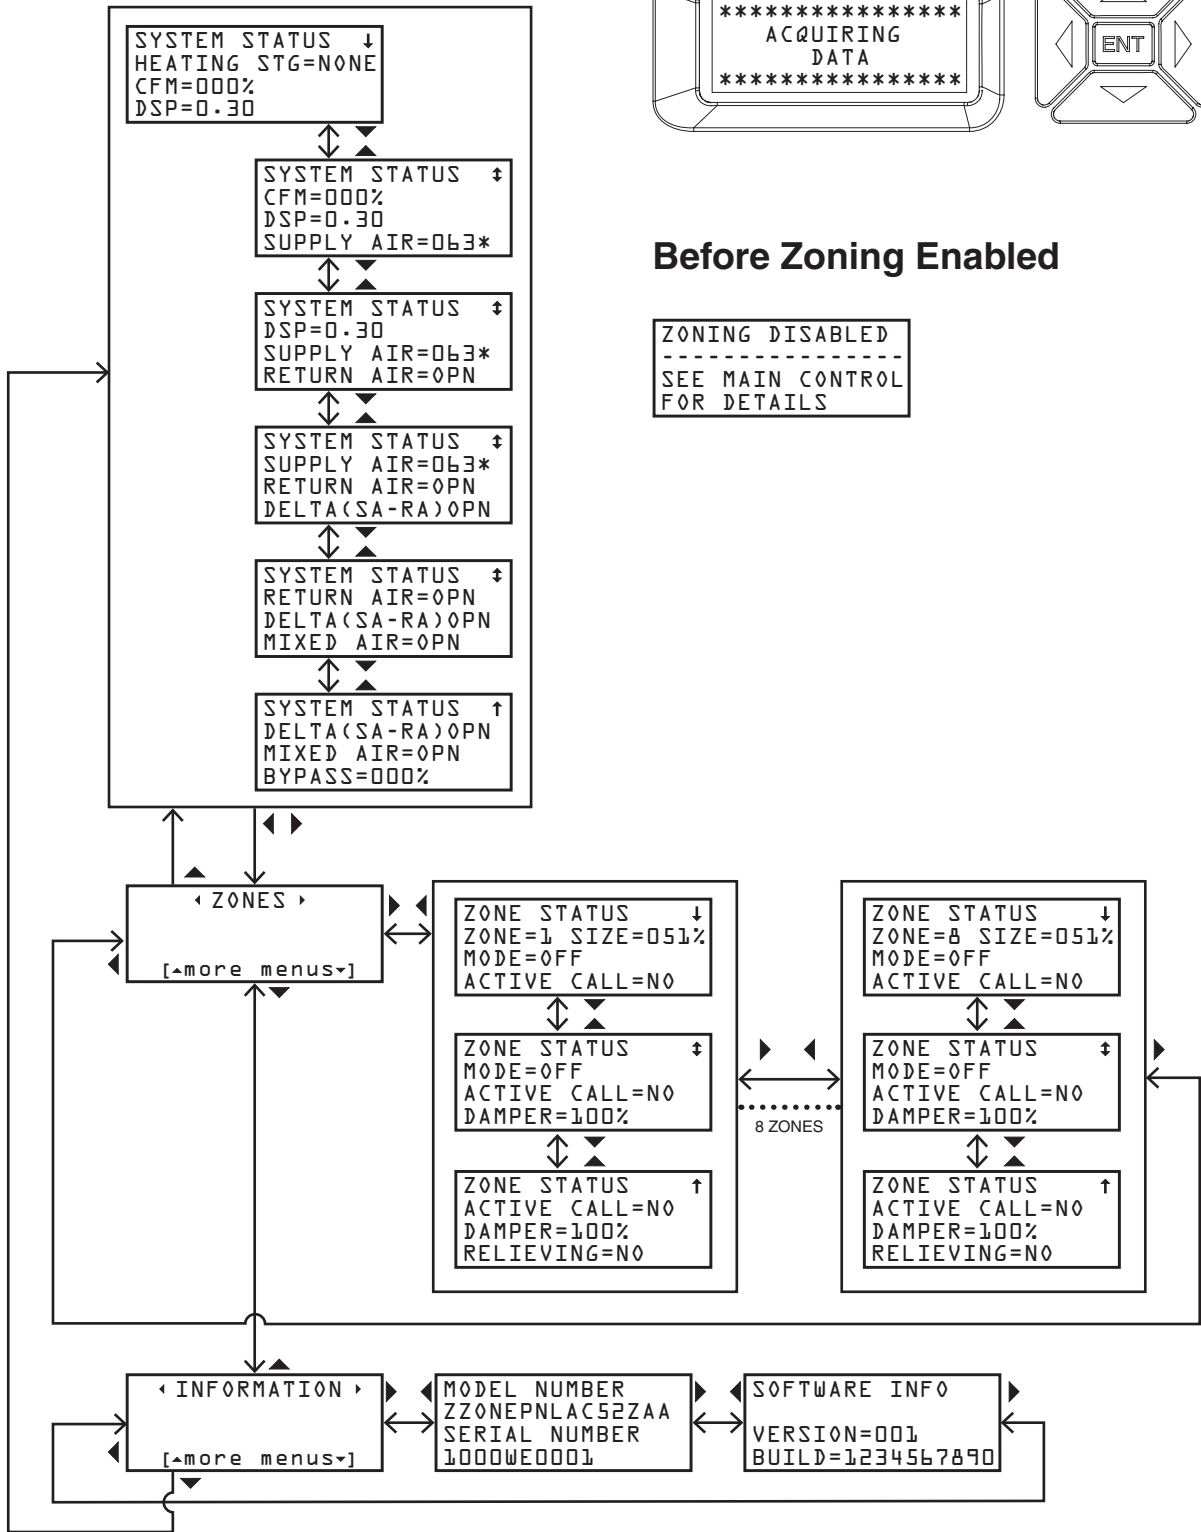 ****************
ACQUIRING
DATA
****************
ENT
SYSTEM STATUS ↓
HEATING STG=NONE
CFM=000%
DSP=0.30
SYSTEM STATUS ↕
CFM=000%
DSP=0.30
SUPPLY AIR=063*
SYSTEM STATUS ↕
DSP=0.30
SUPPLY AIR=063*
RETURN AIR=OPN
SYSTEM STATUS ↕
SUPPLY AIR=063*
RETURN AIR=OPN
DELTA(SA-RA)OPN
SYSTEM STATUS ↕
RETURN AIR=OPN
DELTA(SA-RA)OPN
MIXED AIR=OPN
SYSTEM STATUS ↑
DELTA(SA-RA)OPN
MIXED AIR=OPN
BYPASS=000%
Before Zoning Enabled
ZONING DISABLED
---------------
SEE MAIN CONTROL
FOR DETAILS
ZONES
[▴more menus▾]
ZONE STATUS ↓
ZONE=1 SIZE=051%
MODE=OFF
ACTIVE CALL=NO
ZONE STATUS ↕
MODE=OFF
ACTIVE CALL=NO
DAMPER=100%
ZONE STATUS ↑
ACTIVE CALL=NO
DAMPER=100%
RELIEVING=NO
8 ZONES
ZONE STATUS ↓
ZONE=8 SIZE=051%
MODE=OFF
ACTIVE CALL=NO
ZONE STATUS ↕
MODE=OFF
ACTIVE CALL=NO
DAMPER=100%
ZONE STATUS ↑
ACTIVE CALL=NO
DAMPER=100%
RELIEVING=NO
INFORMATION
[▴more menus▾]
MODEL NUMBER
ZZONEPNLAC52ZAA
SERIAL NUMBER
1000WE0001
SOFTWARE INFO
VERSION=001
BUILD=1234567890